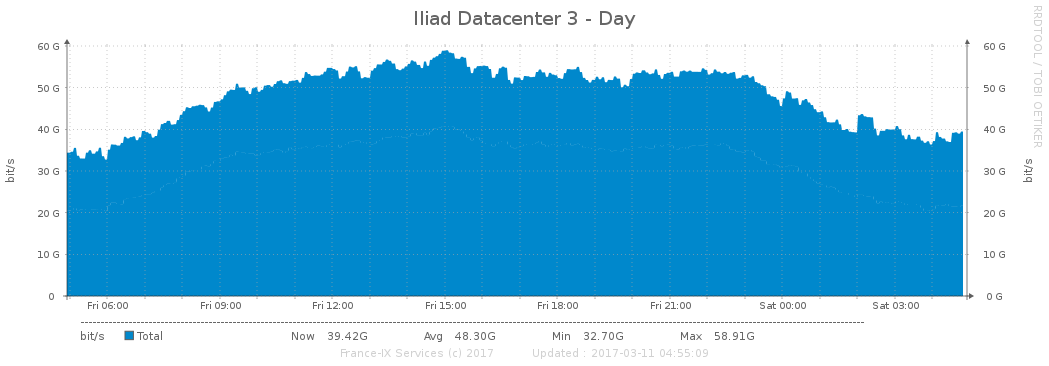 Iliad Datacenter 3 - Day
RRDTOOL / TOBI OETIKER
bit/s
60 G
50 G
40 G
30 G
20 G
10 G
0
60 G
50 G
40 G
30 G
20 G
10 G
0 G
bit/s
Fri 06:00 Fri 09:00 Fri 12:00 Fri 15:00 Fri 18:00 Fri 21:00 Sat 00:00 Sat 03:00
bit/s Total Now 39.42G Avg 48.30G Min 32.70G Max 58.91G
France-IX Services (c) 2017 Updated : 2017-03-11 04:55:09